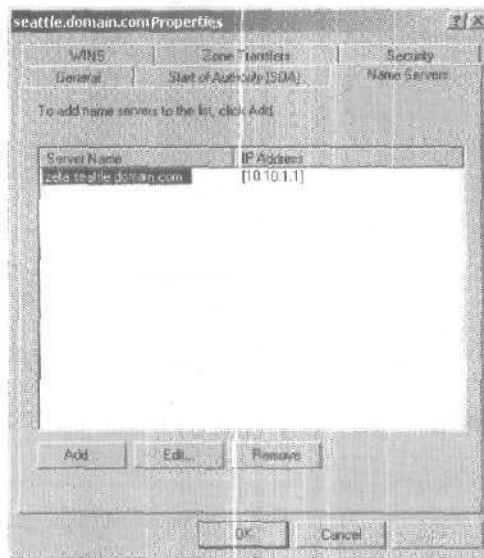 seattle.domain.com Properties
WINS Zone Transfers Security
General Start of Authority (SOA) Name Servers
To add name servers to the list, click Add.
Server Name IP Address
zeta.seattle.domain.com [10.10.1.1]
Add... Edit... Remove
OK Cancel Apply